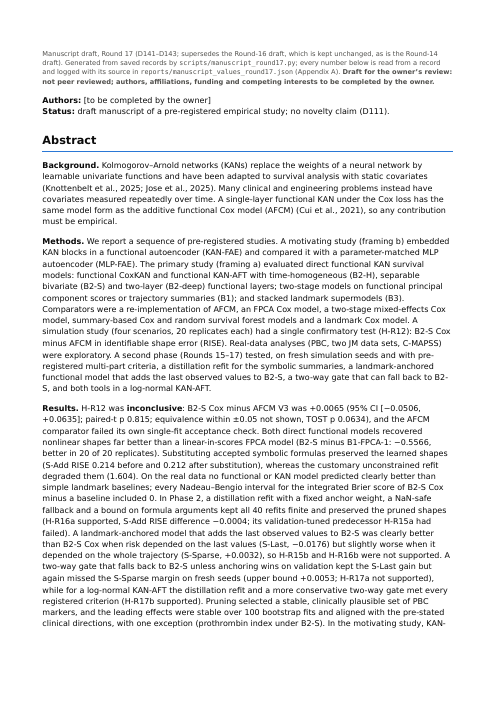 Manuscript draft, Round 17 (D141–D143; supersedes the Round-16 draft, which is kept unchanged, as is the Round-14
draft). Generated from saved records by scripts/manuscript_round17.py; every number below is read from a record
and logged with its source in reports/manuscript_values_round17.json (Appendix A). Draft for the owner's review:
not peer reviewed; authors, affiliations, funding and competing interests to be completed by the owner.
Authors: [to be completed by the owner]
Status: draft manuscript of a pre-registered empirical study; no novelty claim (D111).
Abstract
Background. Kolmogorov–Arnold networks (KANs) replace the weights of a neural network by
learnable univariate functions and have been adapted to survival analysis with static covariates
(Knottenbelt et al., 2025; Jose et al., 2025). Many clinical and engineering problems instead have
covariates measured repeatedly over time. A single-layer functional KAN under the Cox loss has the
same model form as the additive functional Cox model (AFCM) (Cui et al., 2021), so any contribution
must be empirical.
Methods. We report a sequence of pre-registered studies. A motivating study (framing b) embedded
KAN blocks in a functional autoencoder (KAN-FAE) and compared it with a parameter-matched MLP
autoencoder (MLP-FAE). The primary study (framing a) evaluated direct functional KAN survival
models: functional CoxKAN and functional KAN-AFT with time-homogeneous (B2-H), separable
bivariate (B2-S) and two-layer (B2-deep) functional layers; two-stage models on functional principal
component scores or trajectory summaries (B1); and stacked landmark supermodels (B3).
Comparators were a re-implementation of AFCM, an FPCA Cox model, a two-stage mixed-effects Cox
model, summary-based Cox and random survival forest models and a landmark Cox model. A
simulation study (four scenarios, 20 replicates each) had a single confirmatory test (H-R12): B2-S Cox
minus AFCM in identifiable shape error (RISE). Real-data analyses (PBC, two JM data sets, C-MAPSS)
were exploratory. A second phase (Rounds 15–17) tested, on fresh simulation seeds and with pre-
registered multi-part criteria, a distillation refit for the symbolic summaries, a landmark-anchored
functional model that adds the last observed values to B2-S, a two-way gate that can fall back to B2-
S, and both tools in a log-normal KAN-AFT.
Results. H-R12 was inconclusive: B2-S Cox minus AFCM V3 was +0.0065 (95% CI [−0.0506,
+0.0635]; paired-t p 0.815; equivalence within ±0.05 not shown, TOST p 0.0634), and the AFCM
comparator failed its own single-fit acceptance check. Both direct functional models recovered
nonlinear shapes far better than a linear-in-scores FPCA model (B2-S minus B1-FPCA-1: −0.5566,
better in 20 of 20 replicates). Substituting accepted symbolic formulas preserved the learned shapes
(S-Add RISE 0.214 before and 0.212 after substitution), whereas the customary unconstrained refit
degraded them (1.604). On the real data no functional or KAN model predicted clearly better than
simple landmark baselines; every Nadeau–Bengio interval for the integrated Brier score of B2-S Cox
minus a baseline included 0. In Phase 2, a distillation refit with a fixed anchor weight, a NaN-safe
fallback and a bound on formula arguments kept all 40 refits finite and preserved the pruned shapes
(H-R16a supported, S-Add RISE difference −0.0004; its validation-tuned predecessor H-R15a had
failed). A landmark-anchored model that adds the last observed values to B2-S was clearly better
than B2-S Cox when risk depended on the last values (S-Last, −0.0176) but slightly worse when it
depended on the whole trajectory (S-Sparse, +0.0032), so H-R15b and H-R16b were not supported. A
two-way gate that falls back to B2-S unless anchoring wins on validation kept the S-Last gain but
again missed the S-Sparse margin on fresh seeds (upper bound +0.0053; H-R17a not supported),
while for a log-normal KAN-AFT the distillation refit and a more conservative two-way gate met every
registered criterion (H-R17b supported). Pruning selected a stable, clinically plausible set of PBC
markers, and the leading effects were stable over 100 bootstrap fits and aligned with the pre-stated
clinical directions, with one exception (prothrombin index under B2-S). In the motivating study, KAN-